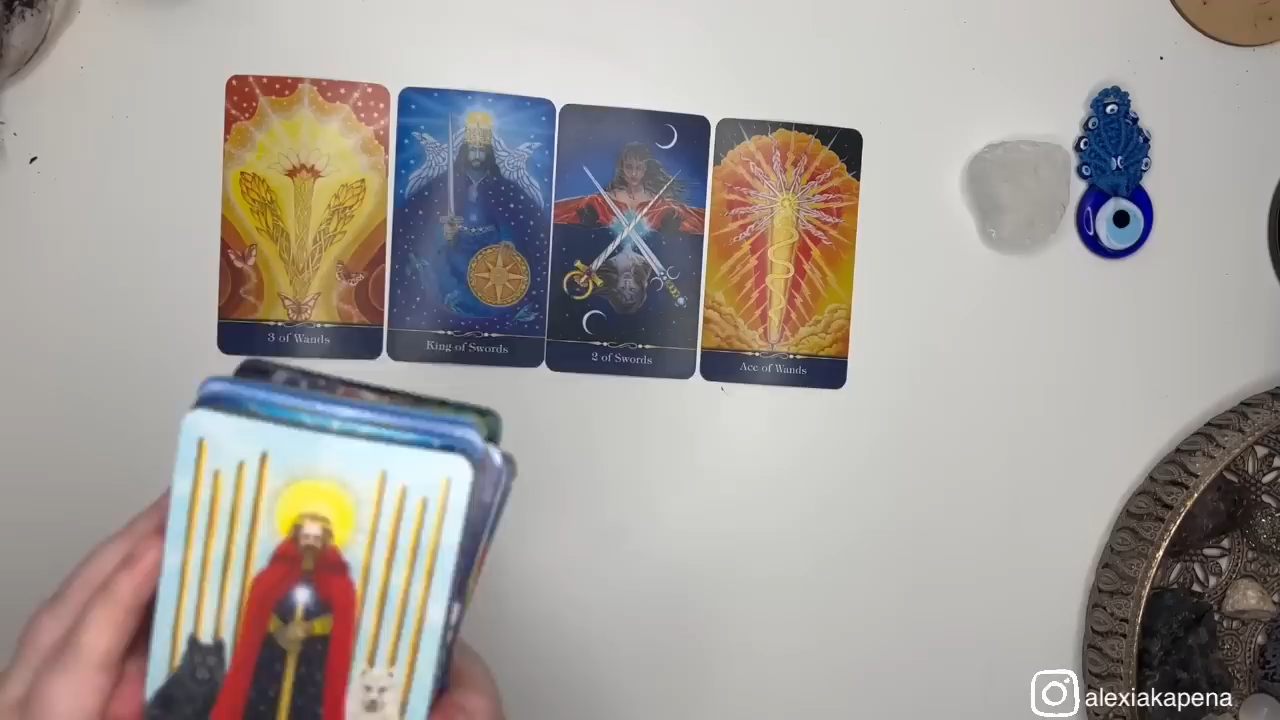 3 of Wands
King of Swords
2 of Swords
Ace of Wands
alexiakapena